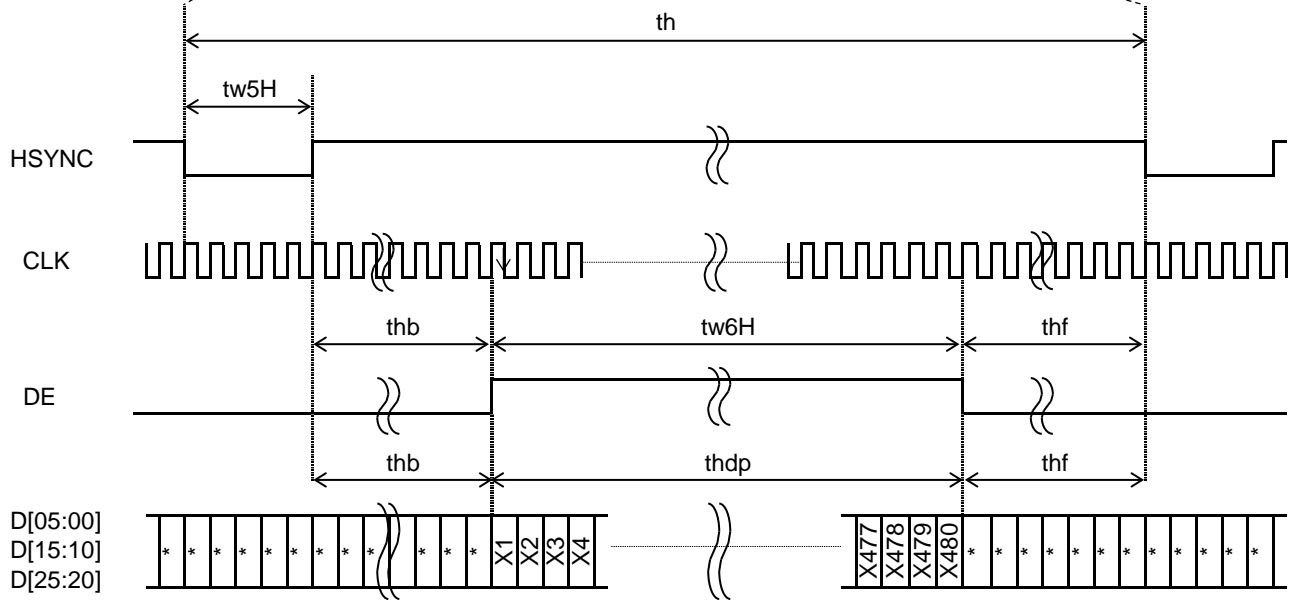 th
tw5H
HSYNC
CLK
thb tw6H thf
DE
thb thdp thf
D[05:00]
D[15:10]
D[25:20]
* * * * * * * * * * * * X1 X2 X3 X4 X477 X478 X479 X480 * * * * * * * * * * * *